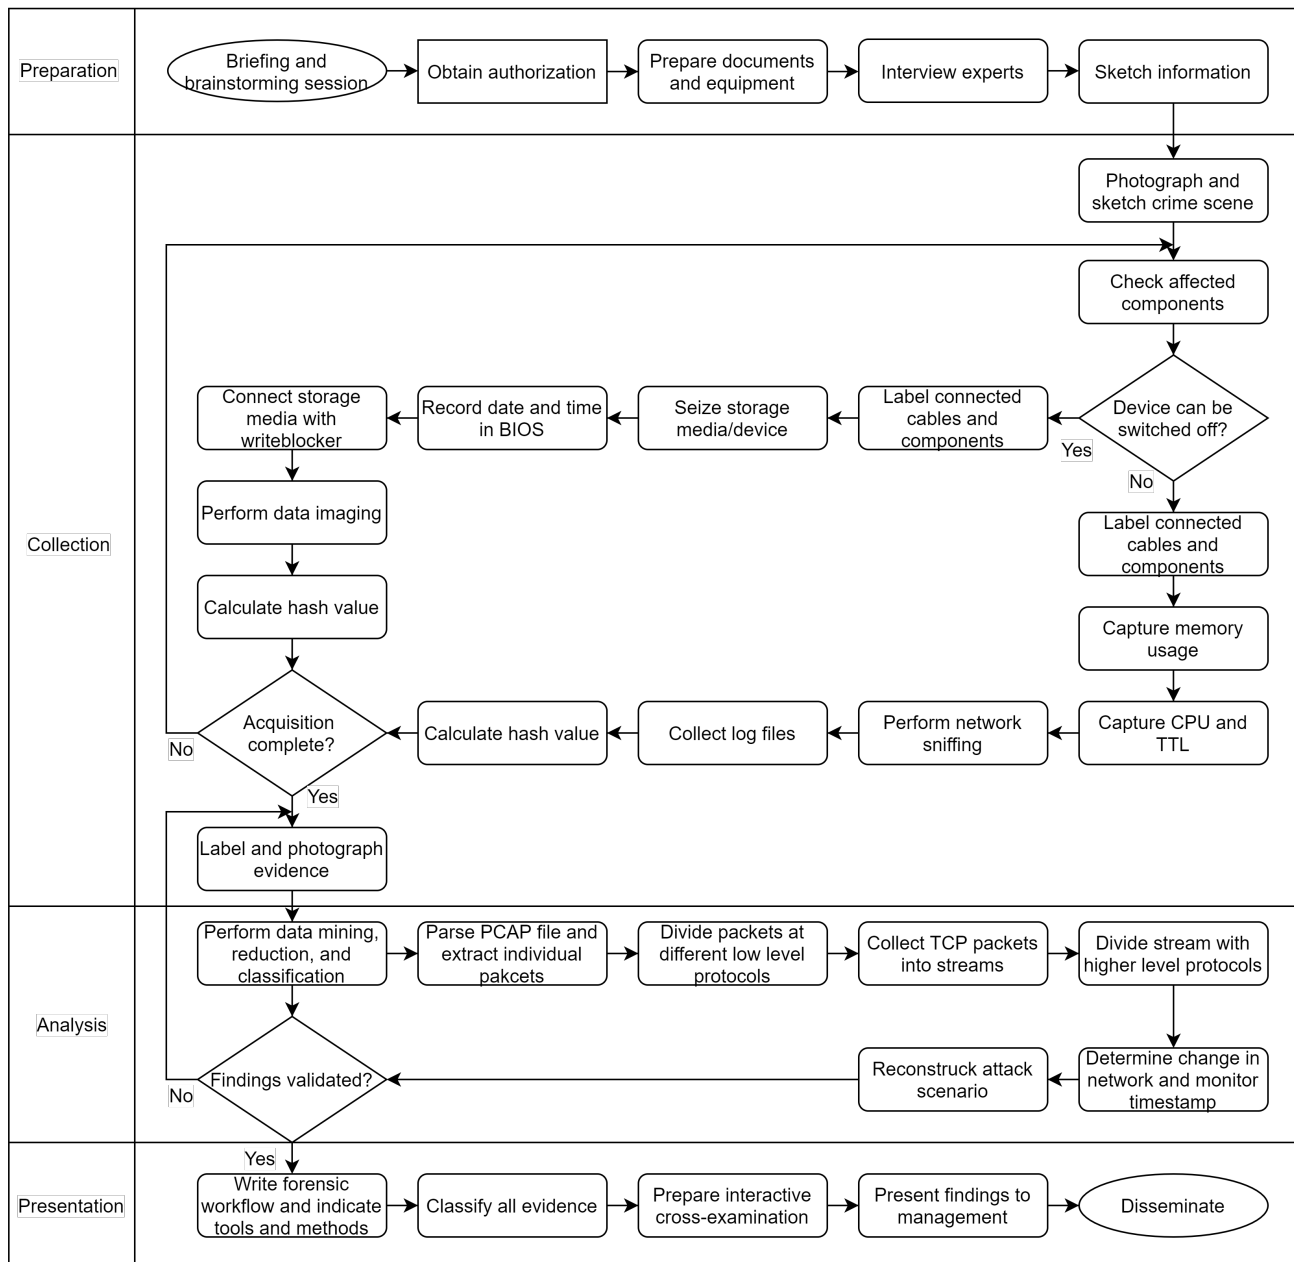 Preparation
Briefing and
brainstorming session
Obtain authorization
Prepare documents
and equipment
Interview experts
Sketch information
Photograph and
sketch crime scene
Check affected
components
Device can be
switched off?
Yes
No
Label connected
cables and
components
Seize storage
media/device
Record date and time
in BIOS
Connect storage
media with
writeblocker
Perform data imaging
Calculate hash value
Collection
Label connected
cables and
components
Capture memory
usage
Capture CPU and
TTL
Perform network
sniffing
Collect log files
Calculate hash value
Acquisition
complete?
No
Yes
Label and photograph
evidence
Analysis
Perform data mining,
reduction, and
classification
Parse PCAP file and
extract individual
pakcets
Divide packets at
different low level
protocols
Collect TCP packets
into streams
Divide stream with
higher level protocols
Determine change in
network and monitor
timestamp
Reconstruck attack
scenario
Findings validated?
No
Yes
Presentation
Write forensic
workflow and indicate
tools and methods
Classify all evidence
Prepare interactive
cross-examination
Present findings to
management
Disseminate